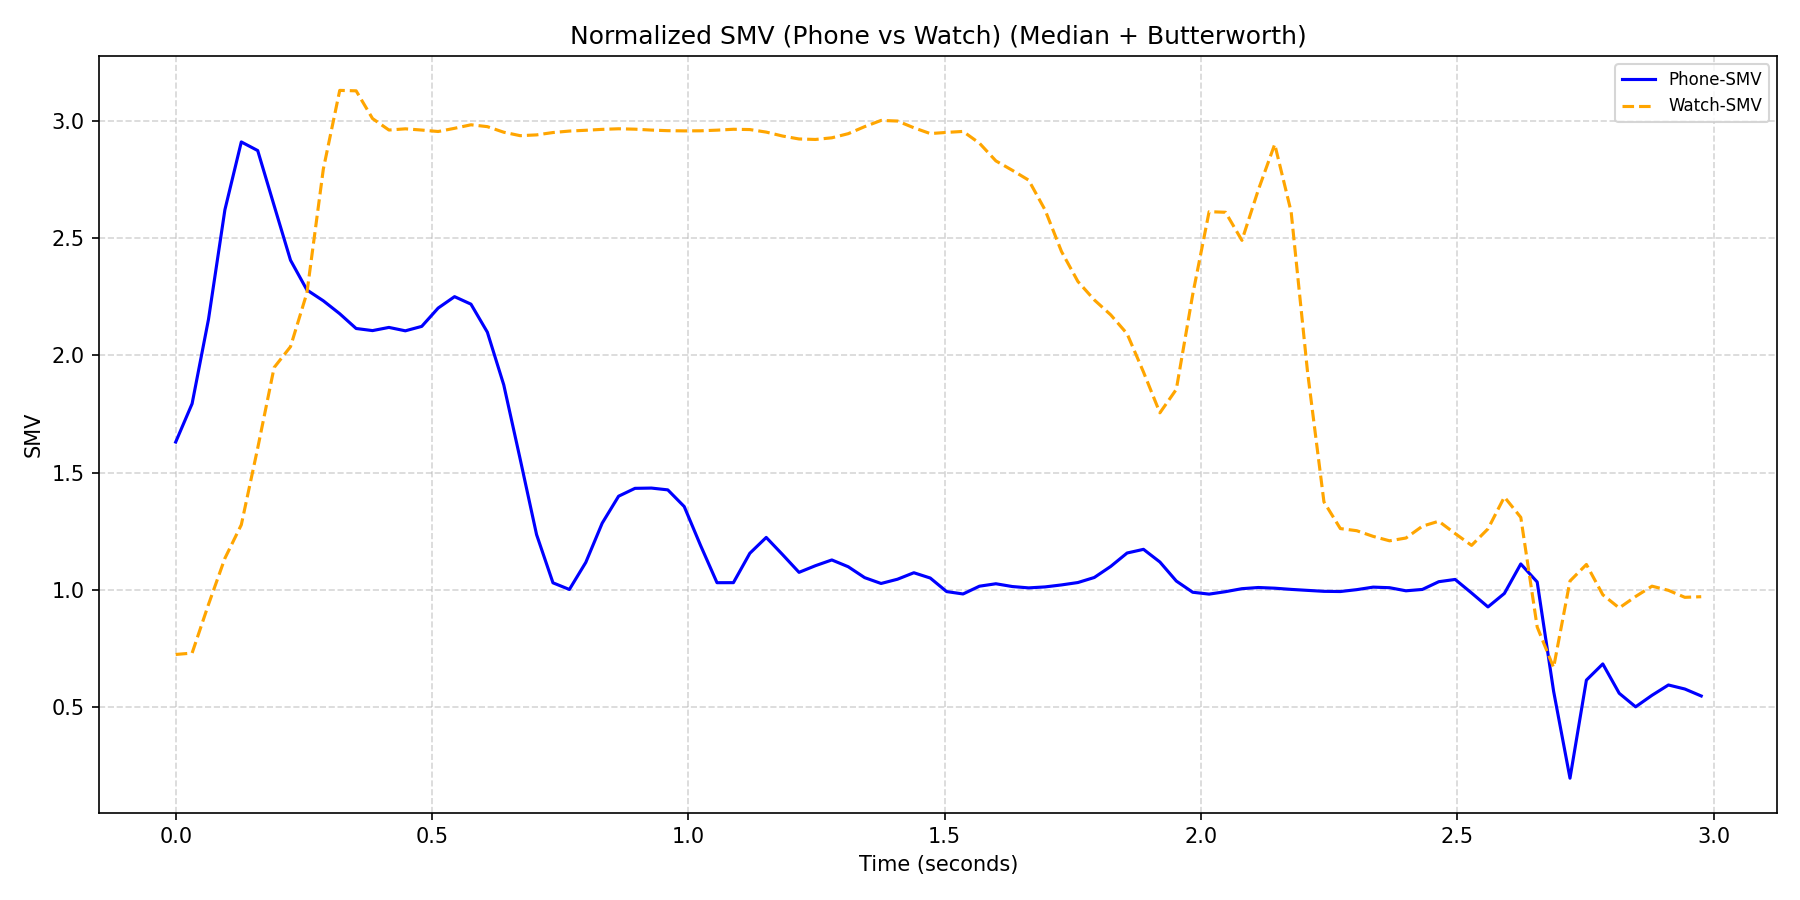 Normalized SMV (Phone vs Watch) (Median + Butterworth)
Phone-SMV
Watch-SMV
SMV
3.0
2.5
2.0
1.5
1.0
0.5
0.0 0.5 1.0 1.5 2.0 2.5 3.0
Time (seconds)